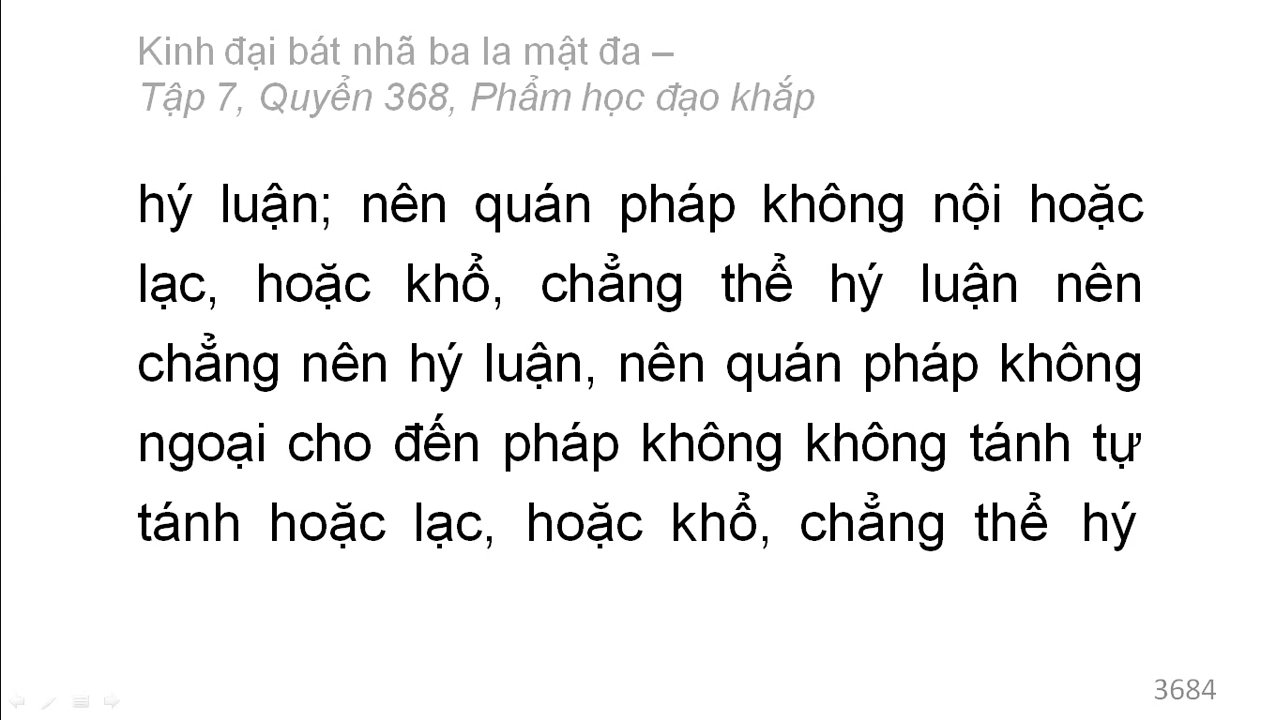 Kinh đại bát nhã ba la mật đa –
Tập 7, Quyển 368, Phẩm học đạo khắp
hý luận; nên quán pháp không nội hoặc
lạc, hoặc khổ, chẳng thể hý luận nên
chẳng nên hý luận, nên quán pháp không
ngoại cho đến pháp không không tánh tự
tánh hoặc lạc, hoặc khổ, chẳng thể hý
3684